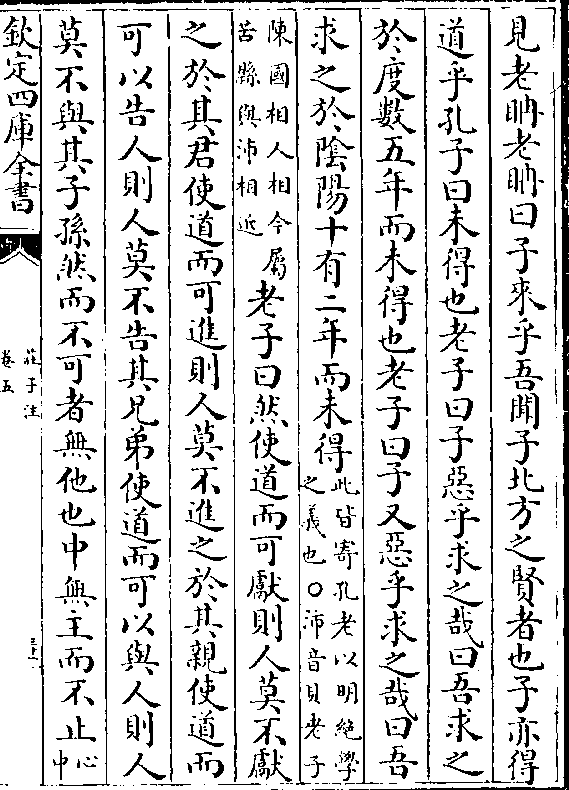 見老聃老聃曰子來乎吾聞子北方之賢者也子亦得
道乎孔子曰未得也老子曰子惡乎求之哉曰吾求之
於度數五年而未得也老子曰子又惡乎求之哉曰吾
求之於陰陽十有二年而未得此皆寄孔老以明絶學
之義也○沛音貝老子
陳國相人相今屬
苦縣與沛相近
老子曰然使道而可獻則人莫不獻
之於其君使道而可進則人莫不進之於其親使道而
可以告人則人莫不告其兄弟使道而可以與人則人
莫不與其子孫然而不可者無他也中無主而不止心
中
欽定四庫全書
莊子注
卷五